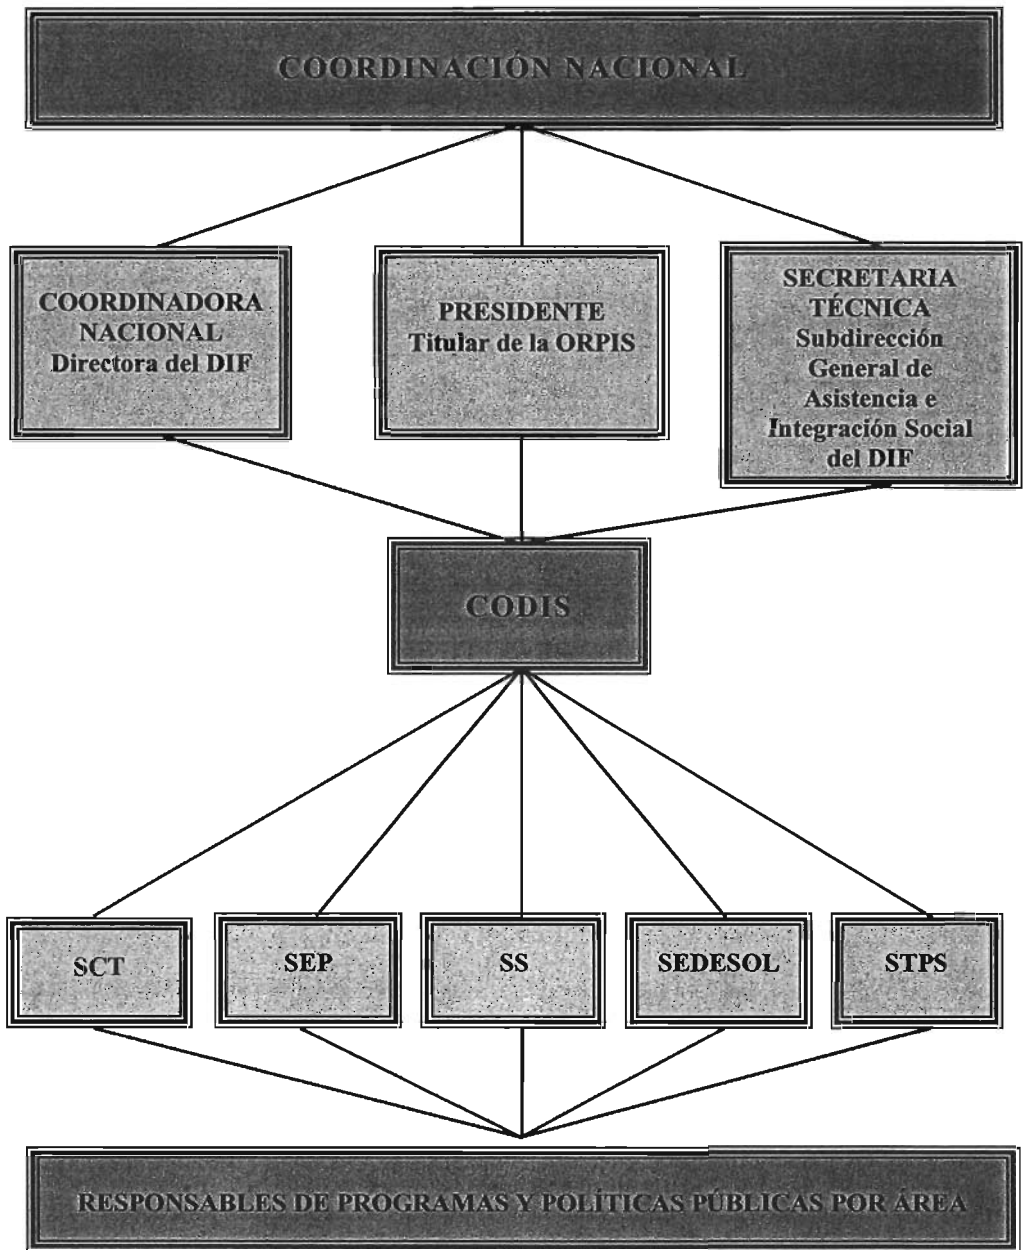 COORDINACIÓN NACIONAL
COORDINADORA
NACIONAL
Directora del DIF
PRESIDENTE
Titular de la ORPIS
SECRETARIA
TÉCNICA
Subdirección
General de
Asistencia e
Integración Social
del DIF
CODIS
SCT
SEP
SS
SEDESOL
STPS
RESPONSABLES DE PROGRAMAS Y POLÍTICAS PÚBLICAS POR ÁREA